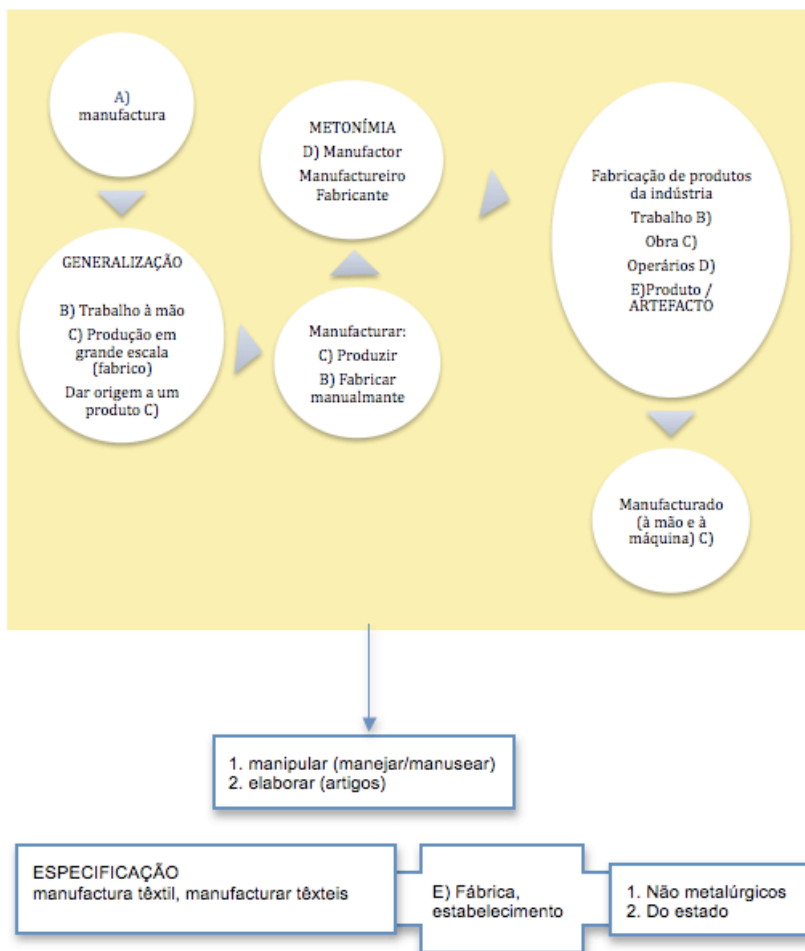 A)
manufactura
GENERALIZAÇÃO
B) Trabalho à mão
C) Produção em
grande escala
(fabrico)
Dar origem a um
produto C)
Manufacturar:
C) Produzir
B) Fabricar
manualmante
METONÍMIA
D) Manufactor
Manufactureiro
Fabricante
Fabricação de produtos
da indústria
Trabalho B)
Obra C)
Operários D)
E)Produto /
ARTEFACTO
Manufacturado
(à mão e à
máquina) C)
1. manipular (manejar/manusear)
2. elaborar (artigos)
ESPECIFICAÇÃO
manufactura têxtil, manufacturar têxteis
E) Fábrica,
estabelecimento
1. Não metalúrgicos
2. Do estado